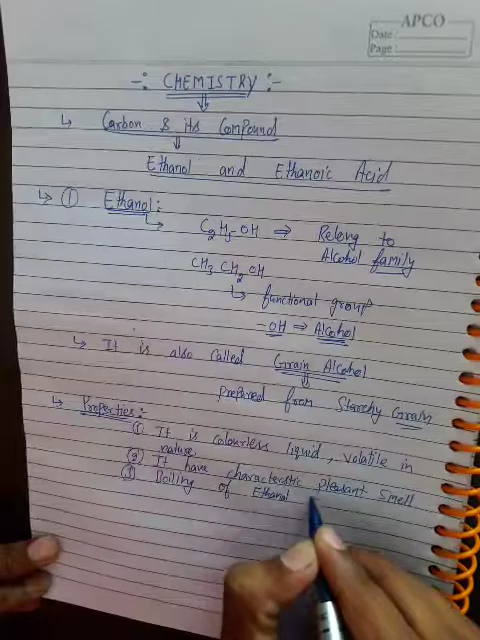 APCO
Date:
Page:
-: CHEMISTRY :-
⇓
↳ Carbon & its Compound
⇓
Ethanol and Ethanoic Acid
↳ ① Ethanol:
↳ C2H5-OH ⇒ Belong to
Alcohol family
CH3 CH2 OH
↳ functional group
-OH ⇒ Alcohol
↳ It is also called Grain Alcohol
⇓
prepared from Starchy Grain
↳ Properties:
① It is colourless liquid, volatile in
nature.
② It have characteristic pleasant smell
③ Boiling of Ethanol